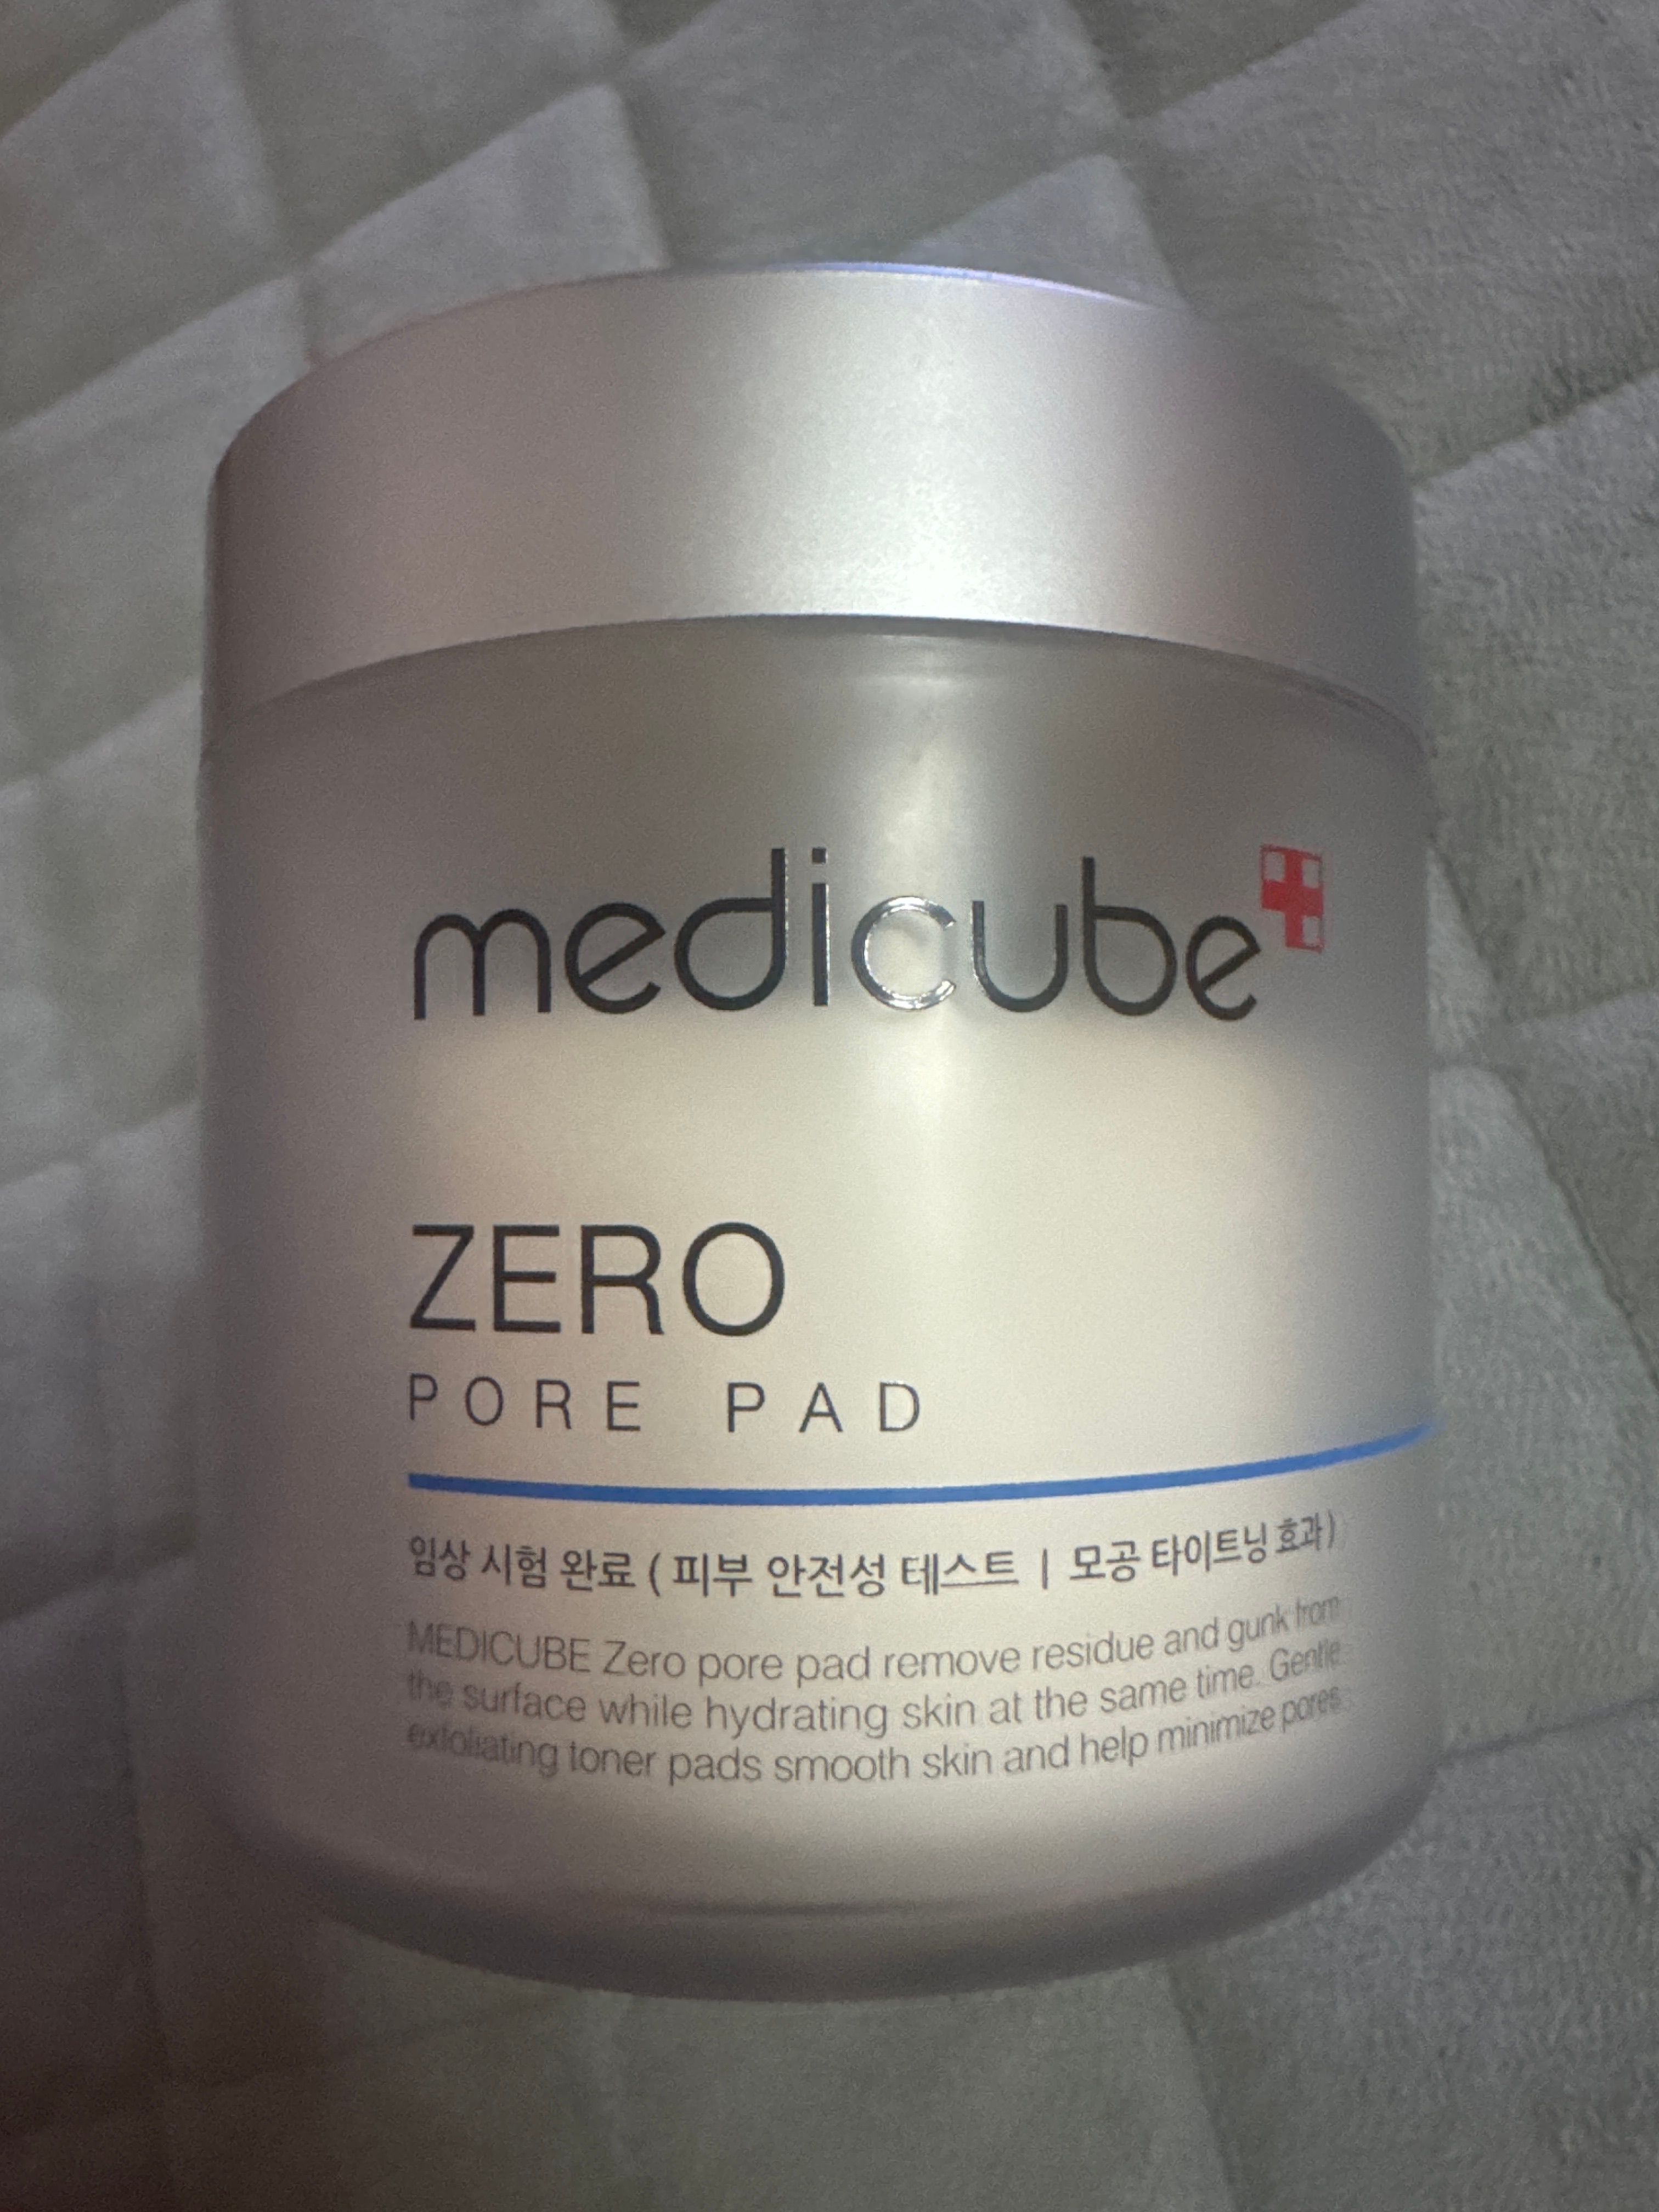 medicube
ZERO
PORE PAD
임상 시험 완료 ( 피부 안전성 테스트 | 모공 타이트닝 효과 )
MEDICUBE Zero pore pad remove residue and gunk from
the surface while hydrating skin at the same time. Gentle
exfoliating toner pads smooth skin and help minimize pores